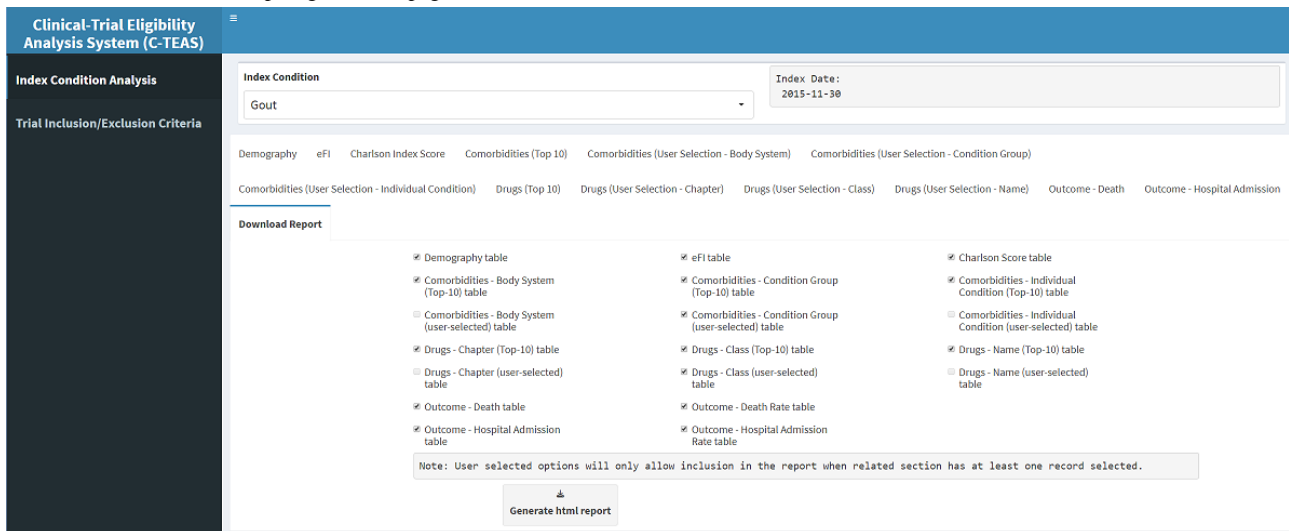 Clinical-Trial Eligibility
Analysis System (C-TEAS)
Index Condition Analysis
Trial Inclusion/Exclusion Criteria
Index Condition
Gout
Index Date:
2015-11-30
Demography eFI Charlson Index Score Comorbidities (Top 10) Comorbidities (User Selection - Body System) Comorbidities (User Selection - Condition Group)
Comorbidities (User Selection - Individual Condition) Drugs (Top 10) Drugs (User Selection - Chapter) Drugs (User Selection - Class) Drugs (User Selection - Name) Outcome - Death Outcome - Hospital Admission
Download Report
Demography table eFI table Charlson Score table
Comorbidities - Body System Comorbidities - Condition Group Comorbidities - Individual
(Top-10) table (Top-10) table Condition (Top-10) table
Comorbidities - Body System Comorbidities - Condition Group Comorbidities - Individual
(user-selected) table (user-selected) table Condition (user-selected) table
Drugs - Chapter (Top-10) table Drugs - Class (Top-10) table Drugs - Name (Top-10) table
Drugs - Chapter (user-selected) Drugs - Class (user-selected) Drugs - Name (user-selected)
table table table
Outcome - Death table Outcome - Death Rate table
Outcome - Hospital Admission Outcome - Hospital Admission
table Rate table
Note: User selected options will only allow inclusion in the report when related section has at least one record selected.
Generate html report